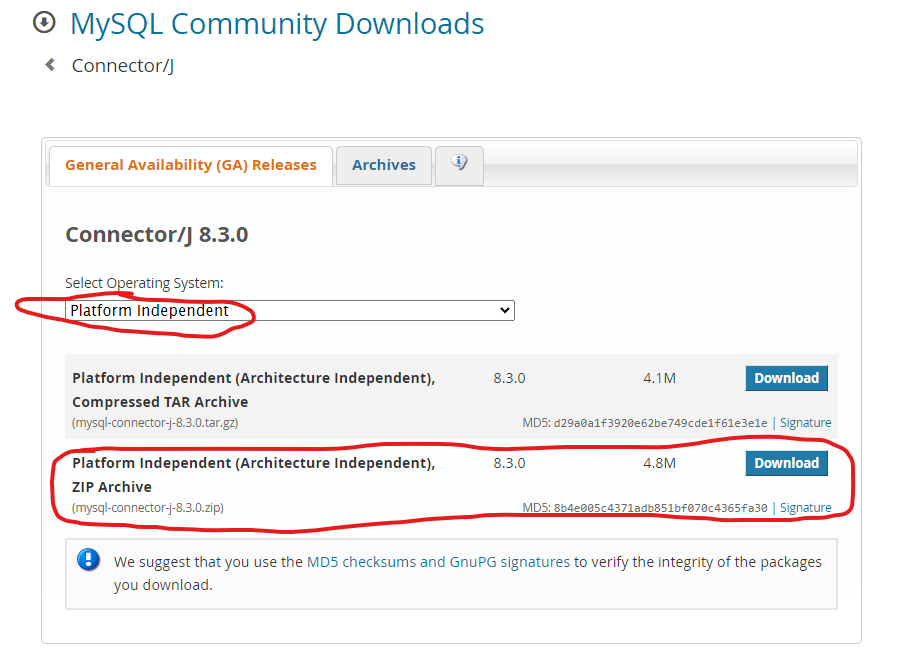 MySQL Community Downloads
Connector/J
General Availability (GA) Releases Archives
Connector/J 8.3.0
Select Operating System:
Platform Independent
Platform Independent (Architecture Independent), 8.3.0 4.1M Download
Compressed TAR Archive
(mysql-connector-j-8.3.0.tar.gz) MD5: d29a0a1f3920e62be749cde1f61e3e1e | Signature
Platform Independent (Architecture Independent), 8.3.0 4.8M Download
ZIP Archive
(mysql-connector-j-8.3.0.zip) MD5: 8b4e005c4371adb851bf070c4365fa30 | Signature
We suggest that you use the MD5 checksums and GnuPG signatures to verify the integrity of the packages
you download.